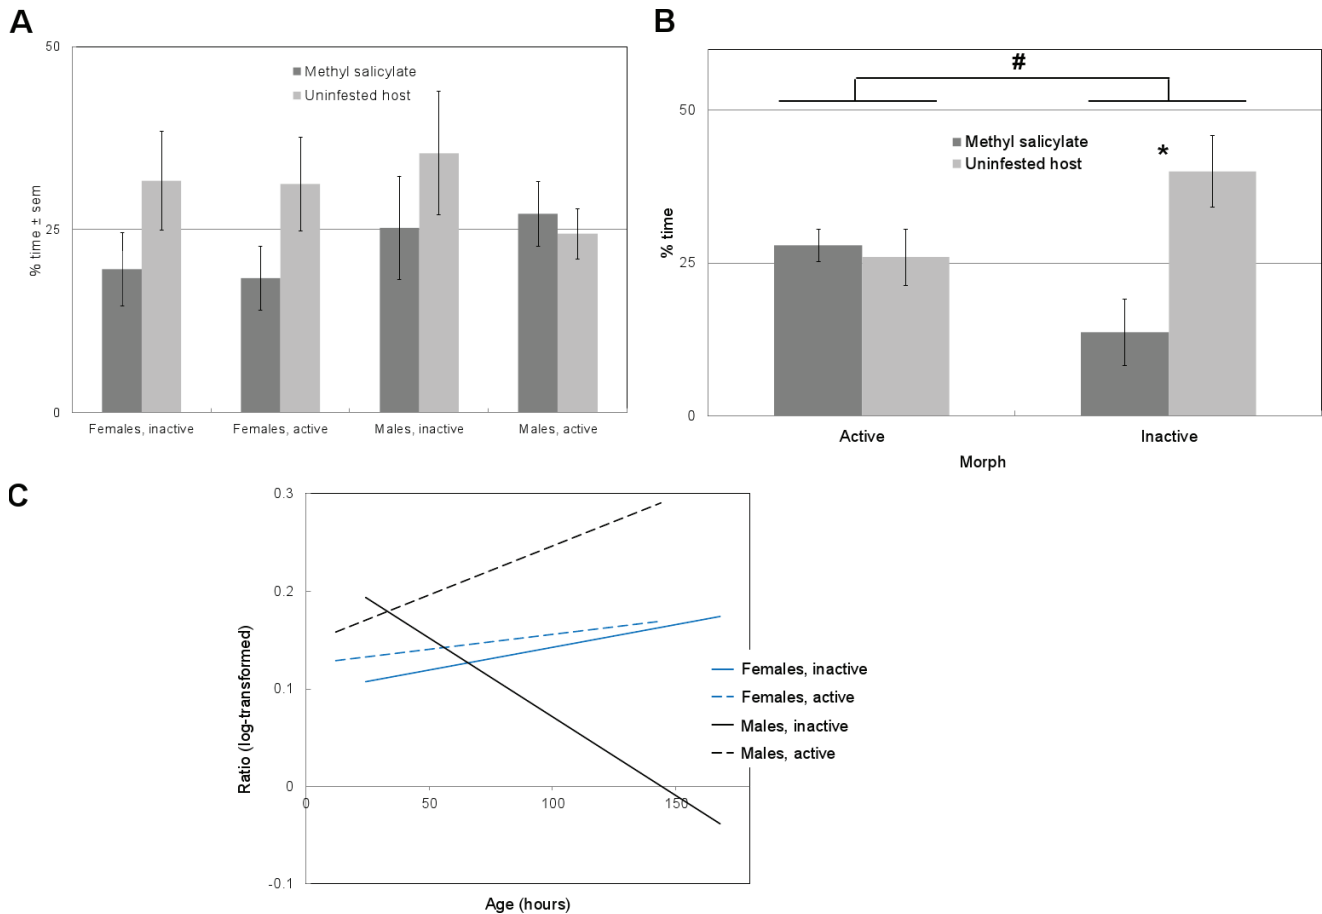 A
50
Methyl salicylate
Uninfested host
% time ± sem
25
0
Females, inactive
Females, active
Males, inactive
Males, active
B
#
50
Methyl salicylate
Uninfested host
*
% time
25
0
Active
Inactive
Morph
C
0.3
0.2
Ratio (log-transformed)
0.1
0
-0.1
0
50
100
150
Age (hours)
Females, inactive
Females, active
Males, inactive
Males, active